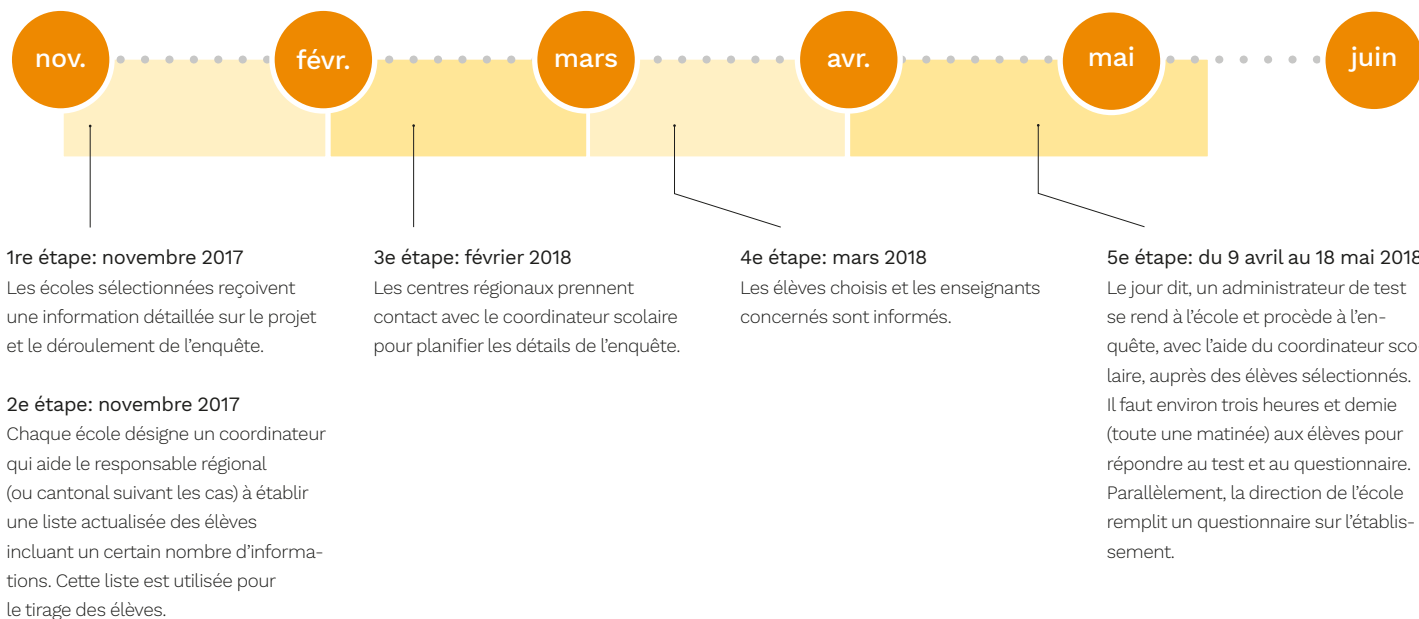 nov.
févr.
mars
avr.
mai
juin
1re étape: novembre 2017
Les écoles sélectionnées reçoivent
une information détaillée sur le projet
et le déroulement de l'enquête.
2e étape: novembre 2017
Chaque école désigne un coordinateur
qui aide le responsable régional
(ou cantonal suivant les cas) à établir
une liste actualisée des élèves
incluant un certain nombre d'informa-
tions. Cette liste est utilisée pour
le tirage des élèves.
3e étape: février 2018
Les centres régionaux prennent
contact avec le coordinateur scolaire
pour planifier les détails de l'enquête.
4e étape: mars 2018
Les élèves choisis et les enseignants
concernés sont informés.
5e étape: du 9 avril au 18 mai 2018
Le jour dit, un administrateur de test
se rend à l'école et procède à l'en-
quête, avec l'aide du coordinateur sco-
laire, auprès des élèves sélectionnés.
Il faut environ trois heures et demie
(toute une matinée) aux élèves pour
répondre au test et au questionnaire.
Parallèlement, la direction de l'école
remplit un questionnaire sur l'établis-
sement.